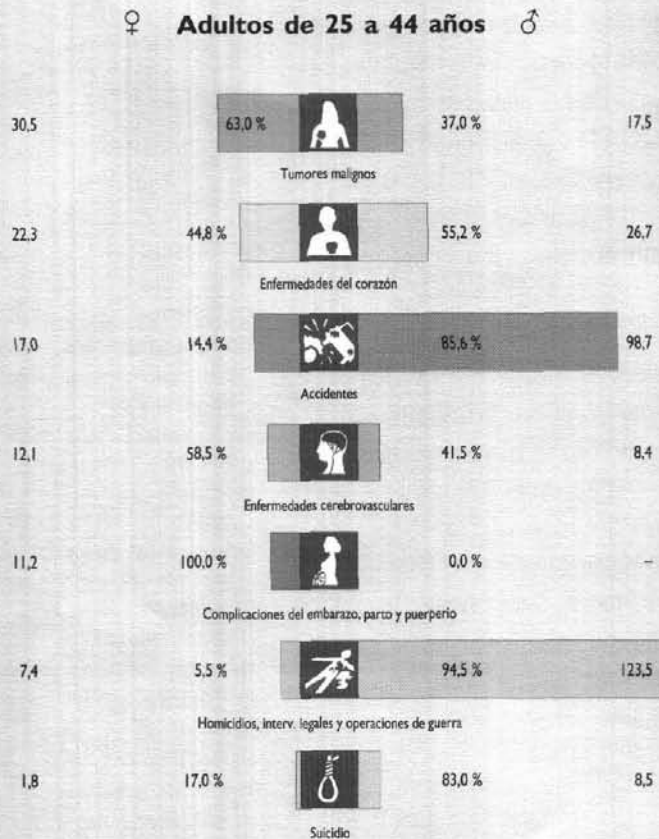 ♀ Adultos de 25 a 44 años ♂
30,5 63,0 % 37,0 % 17,5
Tumores malignos
22,3 44,8 % 55,2 % 26,7
Enfermedades del corazón
17,0 14,4 % 85,6 % 98,7
Accidentes
12,1 58,5 % 41,5 % 8,4
Enfermedades cerebrovasculares
11,2 100.0 % 0,0 % –
Complicaciones del embarazo, parto y puerperio
7,4 5,5 % 94,5 % 123,5
Homicidios, interv. legales y operaciones de guerra
1,8 17,0 % 83,0 % 8,5
Suicidio